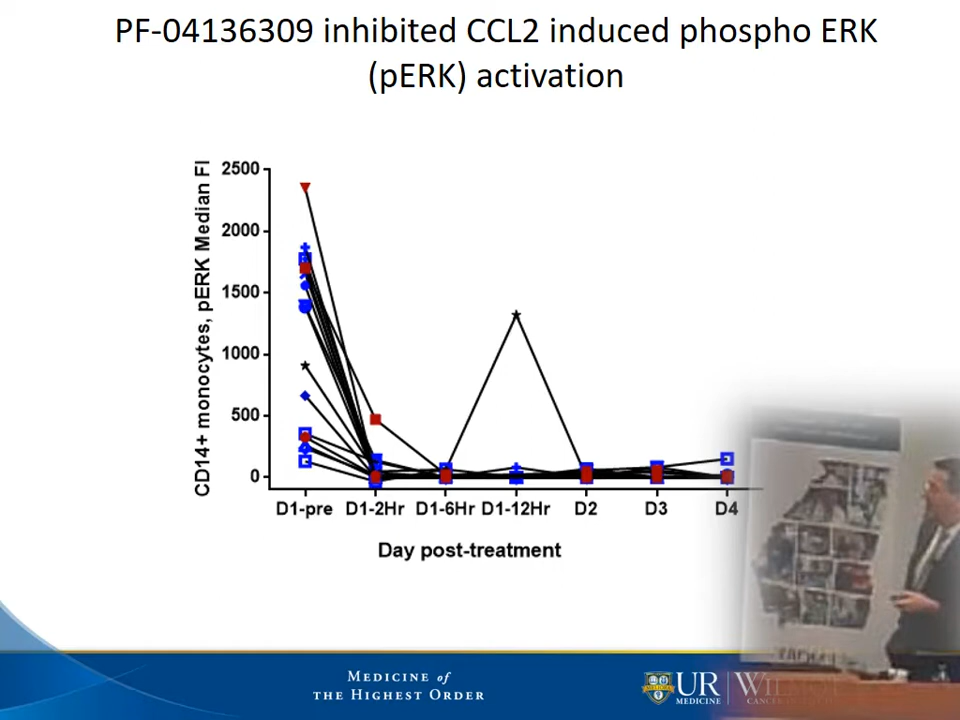 PF-04136309 inhibited CCL2 induced phospho ERK
(pERK) activation
CD14+ monocytes, pERK Median FI
2500
2000
1500
1000
500
0
D1-pre D1-2Hr D1-6Hr D1-12Hr D2 D3 D4
Day post-treatment
MEDICINE of
THE HIGHEST ORDER
MELIORA
UR
MEDICINE